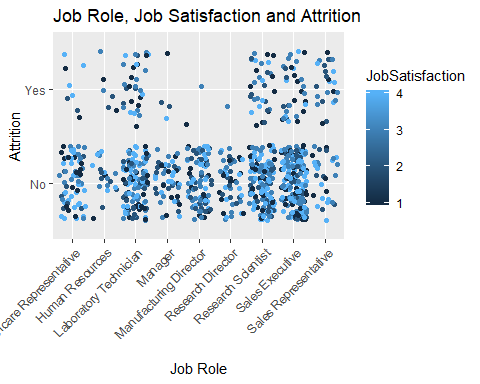 Job Role, Job Satisfaction and Attrition
Attrition
Yes
No
JobSatisfaction
4
3
2
1
Representative
Human Resources
Laboratory Technician
Manager
Manufacturing Director
Research Director
Research Scientist
Sales Executive
Sales Representative
Job Role